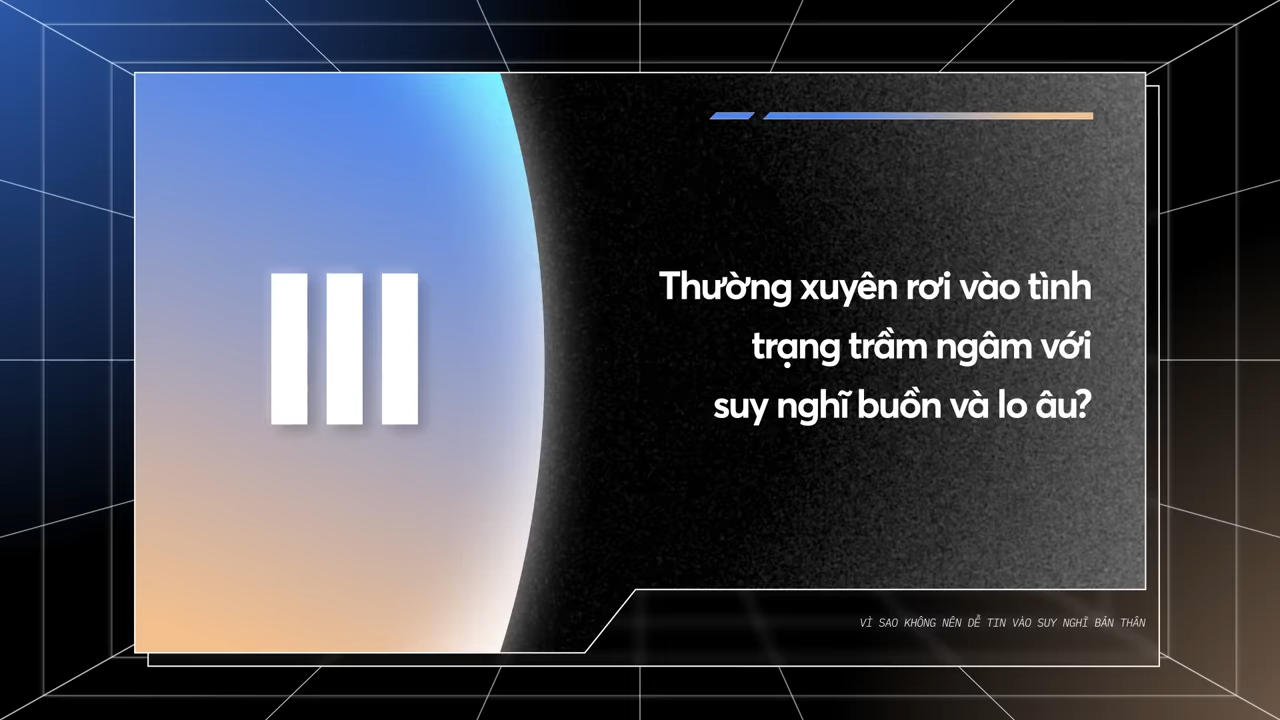 III
Thường xuyên rơi vào tình
trạng trầm ngâm với
suy nghĩ buồn và lo âu?
VÌ SAO KHÔNG NÊN DỄ TIN VÀO SUY NGHĨ BẢN THÂN